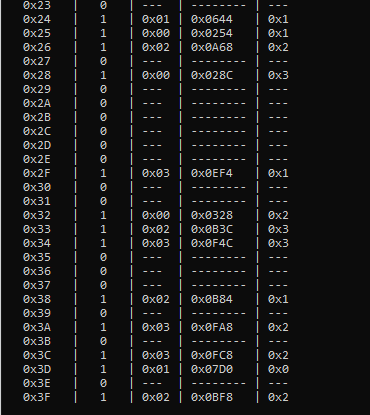 0x23 | 0 | --- | -------- | ---
0x24 | 1 | 0x01 | 0x0644 | 0x1
0x25 | 1 | 0x00 | 0x0254 | 0x1
0x26 | 1 | 0x02 | 0x0A68 | 0x2
0x27 | 0 | --- | -------- | ---
0x28 | 1 | 0x00 | 0x028C | 0x3
0x29 | 0 | --- | -------- | ---
0x2A | 0 | --- | -------- | ---
0x2B | 0 | --- | -------- | ---
0x2C | 0 | --- | -------- | ---
0x2D | 0 | --- | -------- | ---
0x2E | 0 | --- | -------- | ---
0x2F | 1 | 0x03 | 0x0EF4 | 0x1
0x30 | 0 | --- | -------- | ---
0x31 | 0 | --- | -------- | ---
0x32 | 1 | 0x00 | 0x0328 | 0x2
0x33 | 1 | 0x02 | 0x0B3C | 0x3
0x34 | 1 | 0x03 | 0x0F4C | 0x3
0x35 | 0 | --- | -------- | ---
0x36 | 0 | --- | -------- | ---
0x37 | 0 | --- | -------- | ---
0x38 | 1 | 0x02 | 0x0B84 | 0x1
0x39 | 0 | --- | -------- | ---
0x3A | 1 | 0x03 | 0x0FA8 | 0x2
0x3B | 0 | --- | -------- | ---
0x3C | 1 | 0x03 | 0x0FC8 | 0x2
0x3D | 1 | 0x01 | 0x07D0 | 0x0
0x3E | 0 | --- | -------- | ---
0x3F | 1 | 0x02 | 0x0BF8 | 0x2